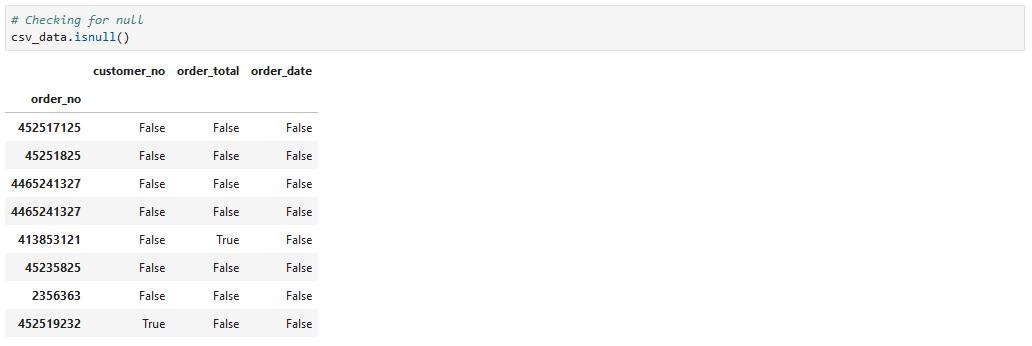 # Checking for null
csv_data.isnull()
customer_no order_total order_date
order_no
452517125 False False False
45251825 False False False
4465241327 False False False
4465241327 False False False
413853121 False True False
45235825 False False False
2356363 False False False
452519232 True False False